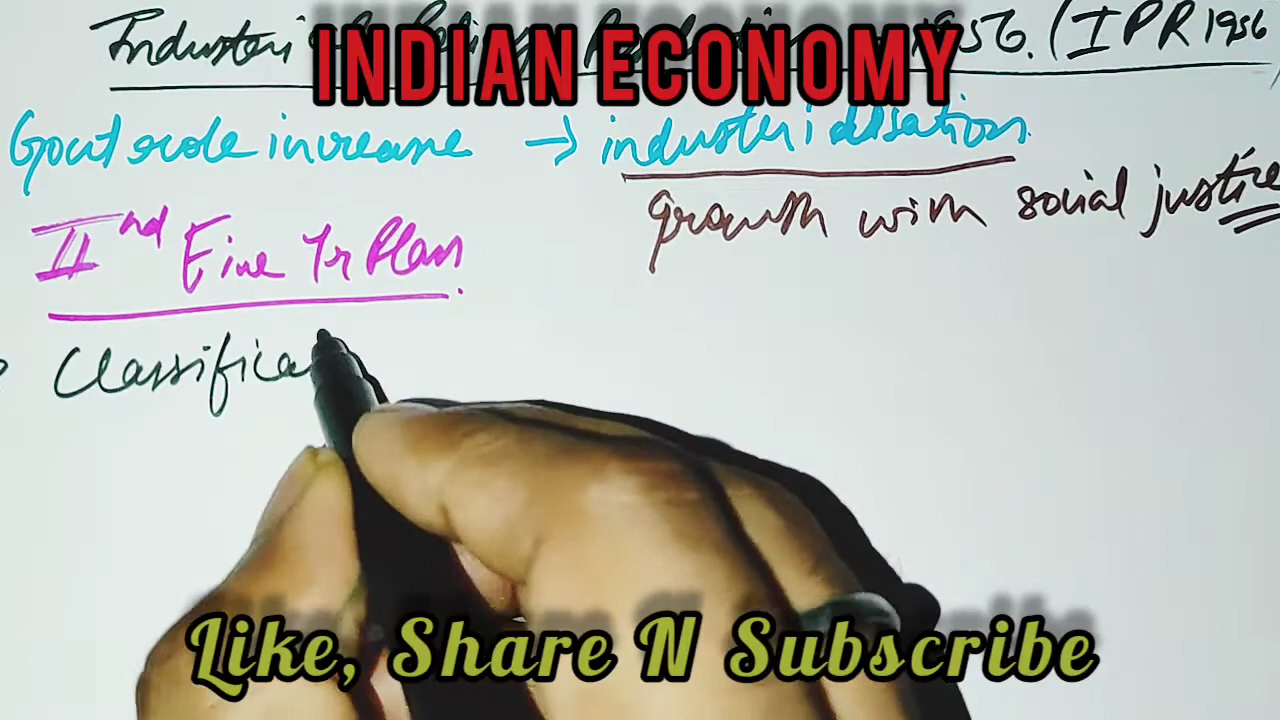 INDIAN ECONOMY
1956. (IPR 1956
Govt role increase → industerialisation
growth with social justice
IInd Five Yr Plan.
Classifica
Like, Share N Subscribe